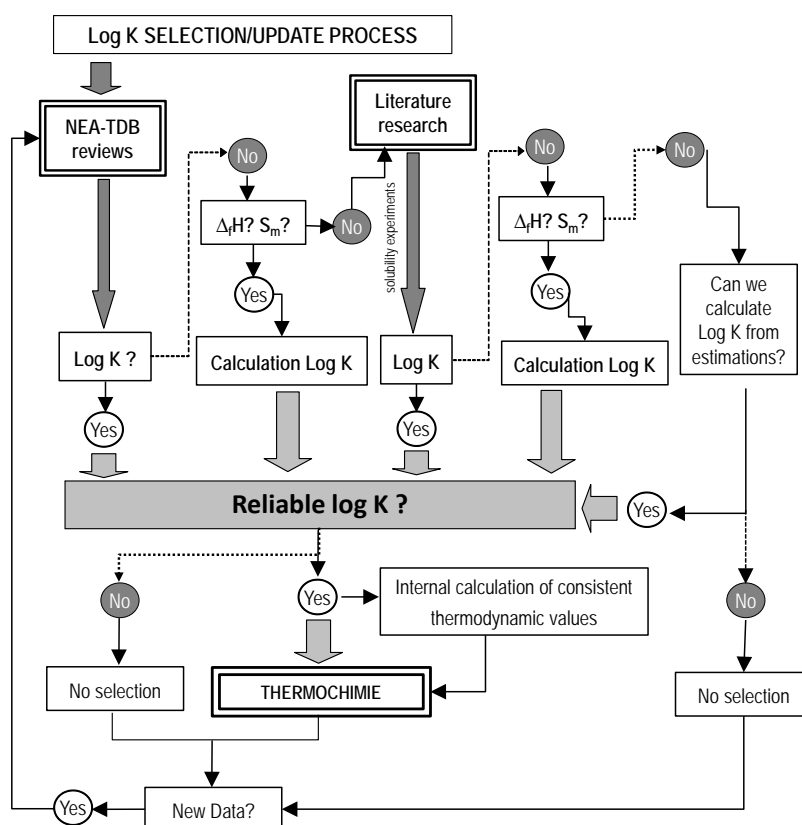 Log K SELECTION/UPDATE PROCESS
NEA-TDB
reviews
Literature
research
No
No
No
ΔfH? Sm?
No
solubility experiments
ΔfH? Sm?
Yes
Yes
Can we
calculate
Log K from
estimations?
Log K ?
Calculation Log K
Log K
Calculation Log K
Yes
Yes
Reliable log K ?
Yes
No
Yes
Internal calculation of consistent
thermodynamic values
No
No selection
THERMOCHIMIE
No selection
Yes
New Data?